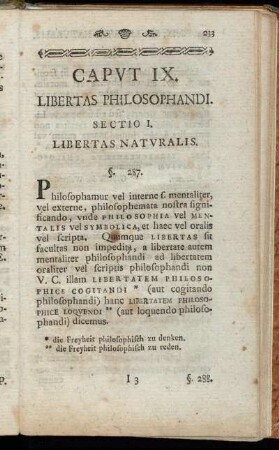 233
CAPVT IX.
LIBERTAS PHILOSOPHANDI.
SECTIO I.
LIBERTAS NATVRALIS.
§. 287.
Philosophamur vel interne s. mentaliter,
vel externe, philosophemata nostra signi-
ficando, vnde PHILOSOPHIA vel MEN-
TALIS vel SYMBOLICA, et haec vel oralis
vel scripta. Quumque LIBERTAS sit
facultas non impediti, a libertate autem
mentaliter philosophandi ad libertatem
oraliter vel scriptis philosophandi non
V. C. illam LIBERTATEM PHILOSO-
PHICE COGITANDI * (aut cogitando
philosophandi) hanc LIBERTATEM PHILOSO-
PHICE LOQVENDI ** (aut loquendo philoso-
phandi) dicemus.
* die Freyheit philosophisch zu denken.
** die Freyheit philosophisch zu reden.
I 3 §. 288.
P.